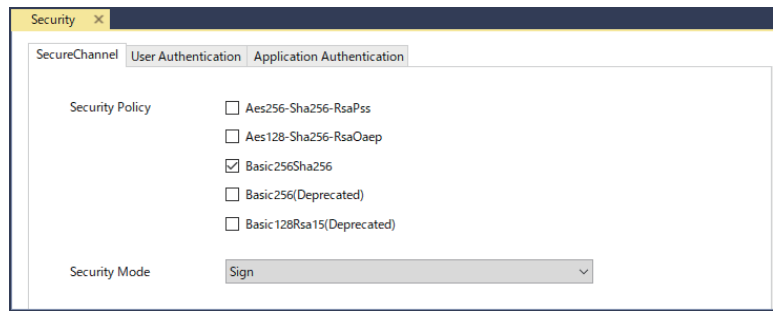 Security
SecureChannel User Authentication Application Authentication
Security Policy Aes256-Sha256-RsaPss
Aes128-Sha256-RsaOaep
Basic256Sha256
Basic256(Deprecated)
Basic128Rsa15(Deprecated)
Security Mode Sign